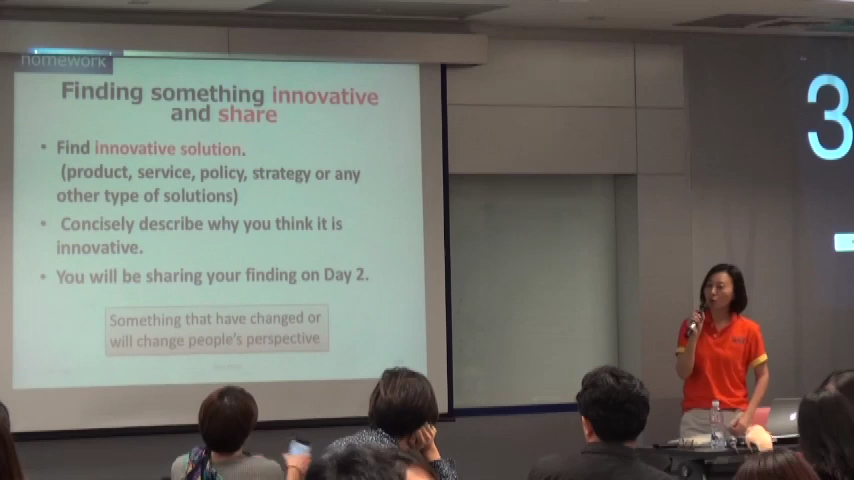 homework
Finding something innovative
and share
• Find innovative solution.
(product, service, policy, strategy or any
other type of solutions)
• Concisely describe why you think it is
innovative.
• You will be sharing your finding on Day 2.
Something that have changed or
will change people's perspective
3